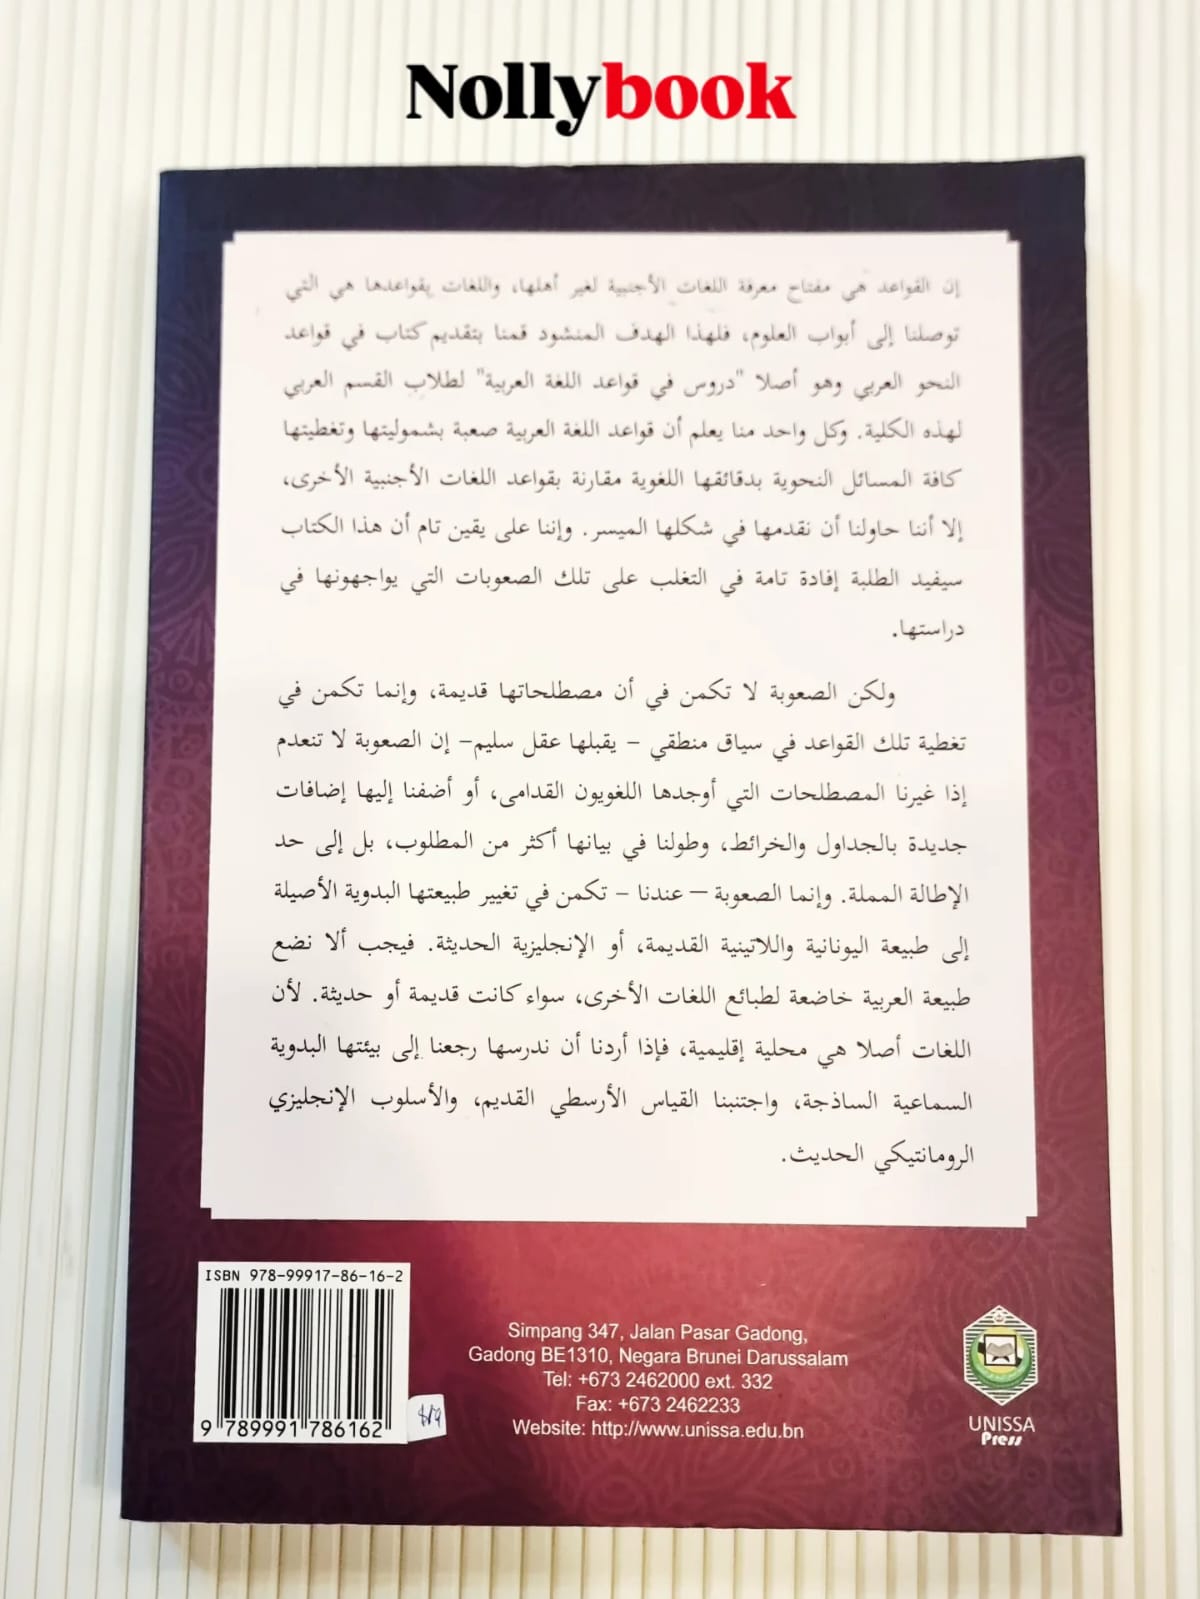 Nollybook
إن القواعد هي مفتاح معرفة اللغات الأجنبية لغير أهلها، واللغات بقواعدها هي التي
توصلنا إلى أبواب العلوم، فلهذا الهدف المنشود قمنا بتقديم كتاب في قواعد
النحو العربي وهو أصلا "دروس في قواعد اللغة العربية" لطلاب القسم العربي
لهذه الكلية. وكل واحد منا يعلم أن قواعد اللغة العربية صعبة بشموليتها وتغطيتها
كافة المسائل النحوية بدقائقها اللغوية مقارنة بقواعد اللغات الأجنبية الأخرى،
إلا أننا حاولنا أن نقدمها في شكلها الميسر. وإننا على يقين تام أن هذا الكتاب
سيفيد الطلبة إفادة تامة في التغلب على تلك الصعوبات التي يواجهونها في
دراستها.
ولكن الصعوبة لا تكمن في أن مصطلحاتها قديمة، وإنما تكمن في
تغطية تلك القواعد في سياق منطقي – يقبلها عقل سليم– إن الصعوبة لا تنعدم
إذا غيرنا المصطلحات التي أوجدها اللغويون القدامى، أو أضفنا إليها إضافات
جديدة بالجداول والخرائط، وطولنا في بيانها أكثر من المطلوب، بل إلى حد
الإطالة المملة. وإنما الصعوبة – عندنا – تكمن في تغيير طبيعتها البدوية الأصيلة
إلى طبيعة اليونانية واللاتينية القديمة، أو الإنجليزية الحديثة. فيجب ألا نضع
طبيعة العربية خاضعة لطبائع اللغات الأخرى، سواء كانت قديمة أو حديثة. لأن
اللغات أصلا هي محلية إقليمية، فإذا أردنا أن ندرسها رجعنا إلى بيئتها البدوية
السماعية الساذجة، واجتنبنا القياس الأرسطي القديم، والأسلوب الإنجليزي
الرومانتيكي الحديث.
ISBN 978-99917-86-16-2
9 789991 786162
Simpang 347, Jalan Pasar Gadong,
Gadong BE1310, Negara Brunei Darussalam
Tel: +673 2462000 ext. 332
Fax: +673 2462233
Website: http://www.unissa.edu.bn
UNISSA
Press